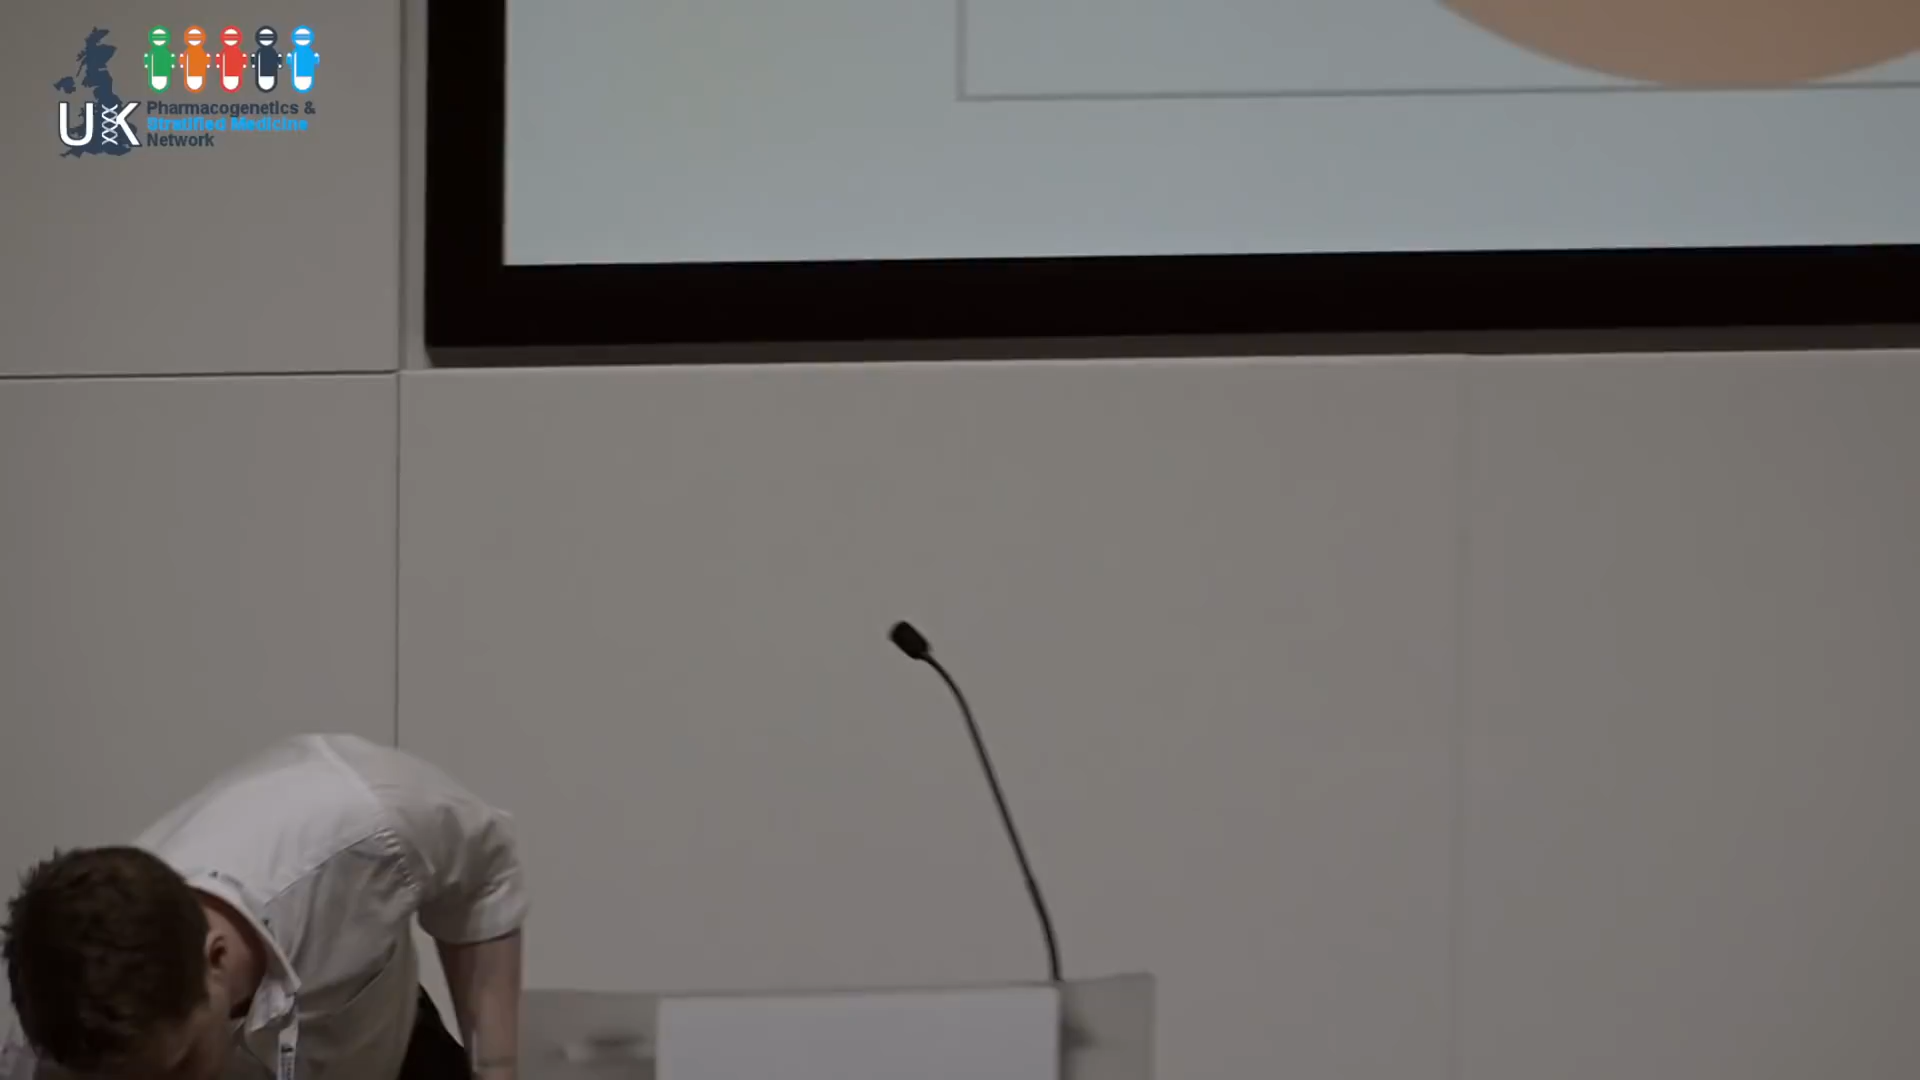 UK
Pharmacogenetics &
Stratified Medicine
Network